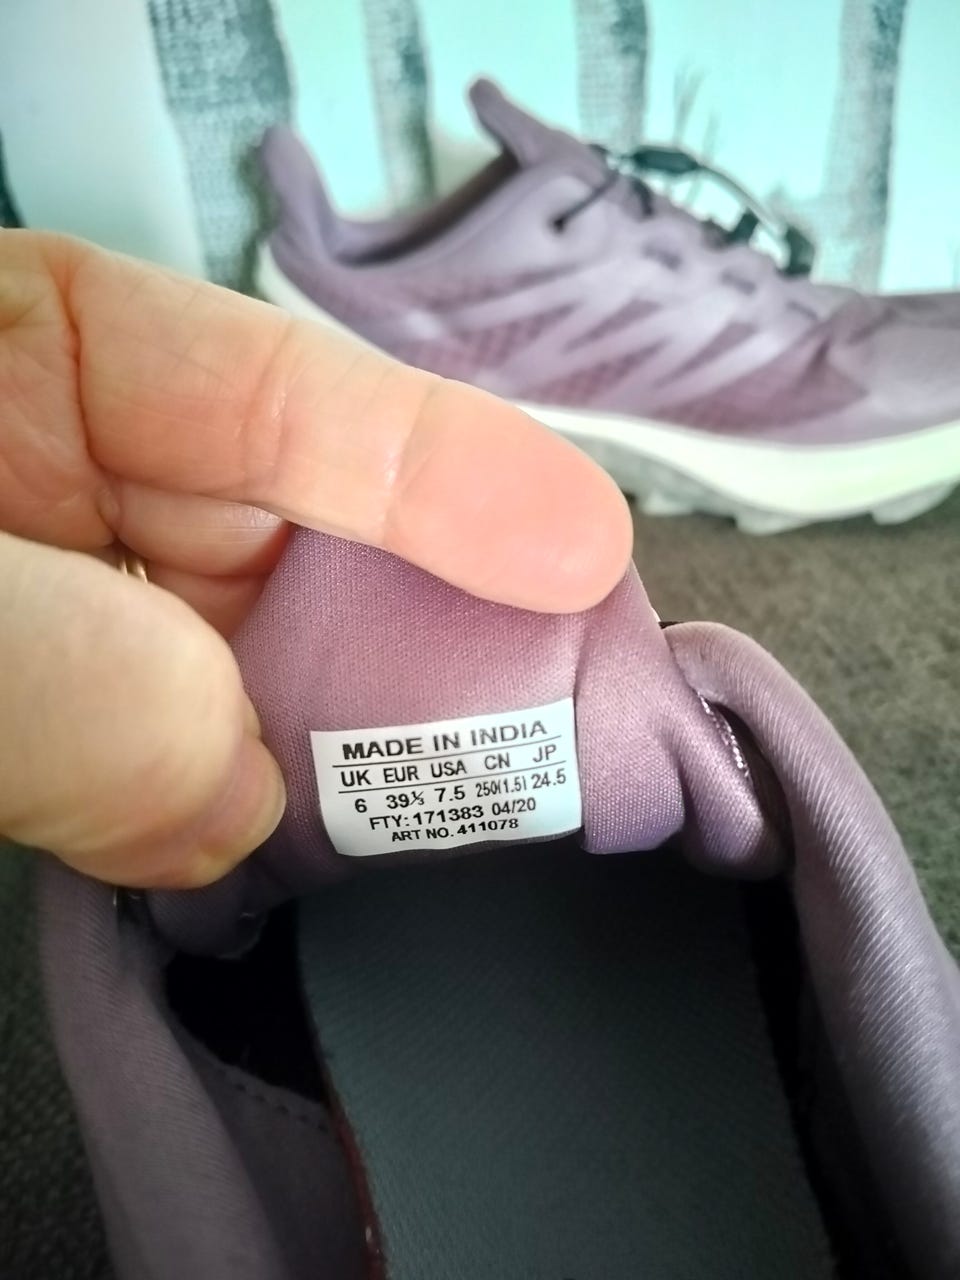 MADE IN INDIA
UK EUR USA CN JP
6 39⅓ 7.5 250(1.5) 24.5
FTY: 171383 04/20
ART NO. 411078